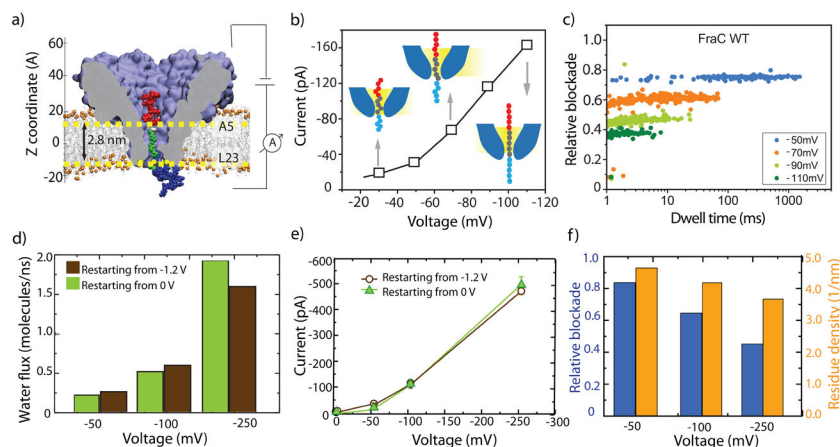 a)
Z coordinate (A)
60
40
20
0
-20
2.8 nm
A5
L23
A
b)
Current (pA)
-160
-120
-80
-40
0
-20
-40
-60
-80
-100
-120
Voltage (mV)
c)
FraC WT
Relative blockade
1.0
0.8
0.6
0.4
0.2
0.0
1
10
100
1000
Dwell time (ms)
-50mV
-70mV
-90mV
-110mV
d)
Water flux (molecules/ns)
2.0
1.5
1.0
0.5
0.0
Restarting from -1.2 V
Restarting from 0 V
-50
-100
-250
Voltage (mV)
e)
Current (pA)
-600
-500
-400
-300
-200
-100
0
Restarting from -1.2 V
Restarting from 0 V
0
-50
-100
-150
-200
-250
-300
Voltage (mV)
f)
Relative blockade
1.0
0.8
0.6
0.4
0.2
0
Residue density (1/nm)
5.0
4.0
3.0
2.0
1.0
0.0
-50
-100
-250
Voltage (mV)